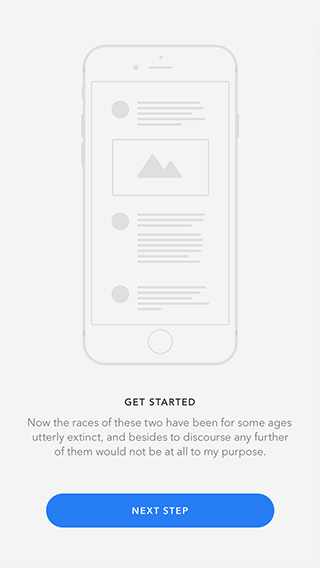 GET STARTED
Now the races of these two have been for some ages
utterly extinct, and besides to discourse any further
of them would not be at all to my purpose.
NEXT STEP